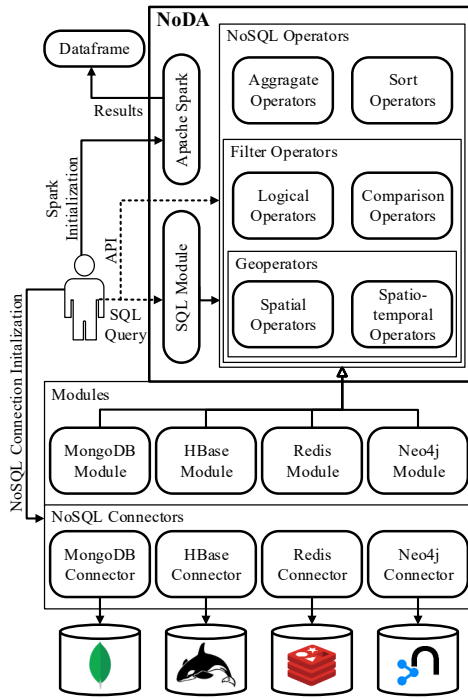 NoDA
Dataframe
Results
Apache Spark
Spark
Initialization
API
SQL
Query
SQL Module
NoSQL Connection Initalization
NoSQL Operators
Aggragate
Operators
Sort
Operators
Filter Operators
Logical
Operators
Comparison
Operators
Geoperators
Spatial
Operators
Spatio-
temporal
Operators
Modules
MongoDB
Module
HBase
Module
Redis
Module
Neo4j
Module
NoSQL Connectors
MongoDB
Connector
HBase
Connector
Redis
Connector
Neo4j
Connector